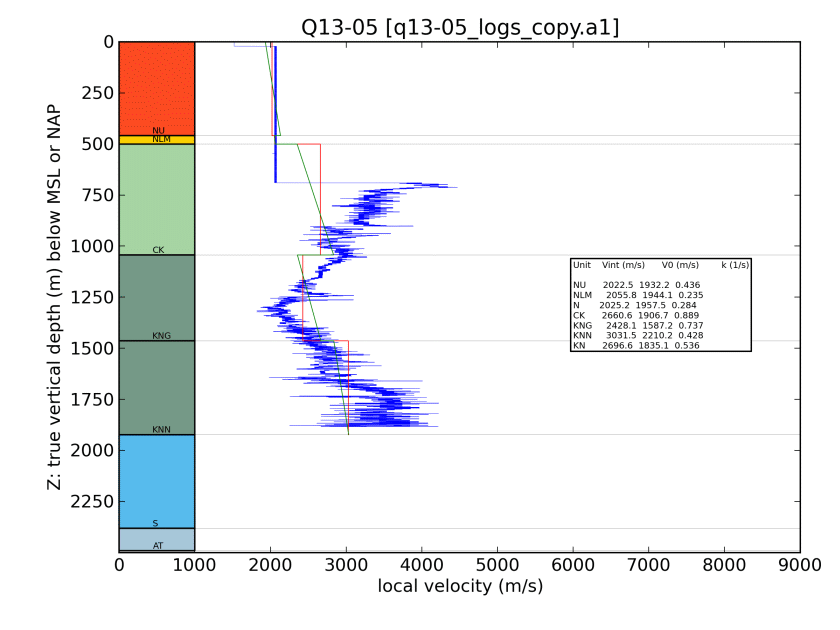 Q13-05 [q13-05_logs_copy.a1]
Z: true vertical depth (m) below MSL or NAP
0
250
500
750
1000
1250
1500
1750
2000
2250
NU
NLM
CK
KNG
KNN
S
AT
Unit Vint (m/s) V0 (m/s) k (1/s)
NU 2022.5 1932.2 0.436
NLM 2055.8 1944.1 0.235
N 2025.2 1957.5 0.284
CK 2660.6 1906.7 0.889
KNG 2428.1 1587.2 0.737
KNN 3031.5 2210.2 0.428
KN 2696.6 1835.1 0.536
0 1000 2000 3000 4000 5000 6000 7000 8000 9000
local velocity (m/s)